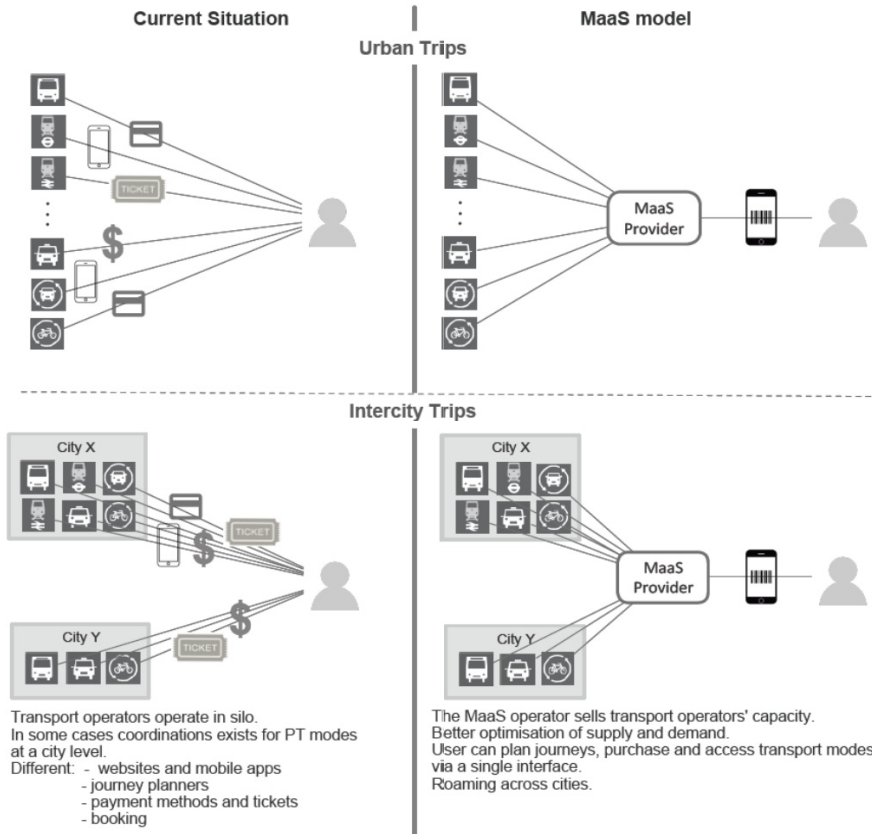 Current Situation
MaaS model
Urban Trips
TICKET
$
MaaS
Provider
Intercity Trips
City X
TICKET
$
$
City Y
TICKET
City X
MaaS
Provider
City Y
Transport operators operate in silo.
In some cases coordinations exists for PT modes
at a city level.
Different: - websites and mobile apps
- journey planners
- payment methods and tickets
- booking
The MaaS operator sells transport operators' capacity.
Better optimisation of supply and demand.
User can plan journeys, purchase and access transport modes
via a single interface.
Roaming across cities.